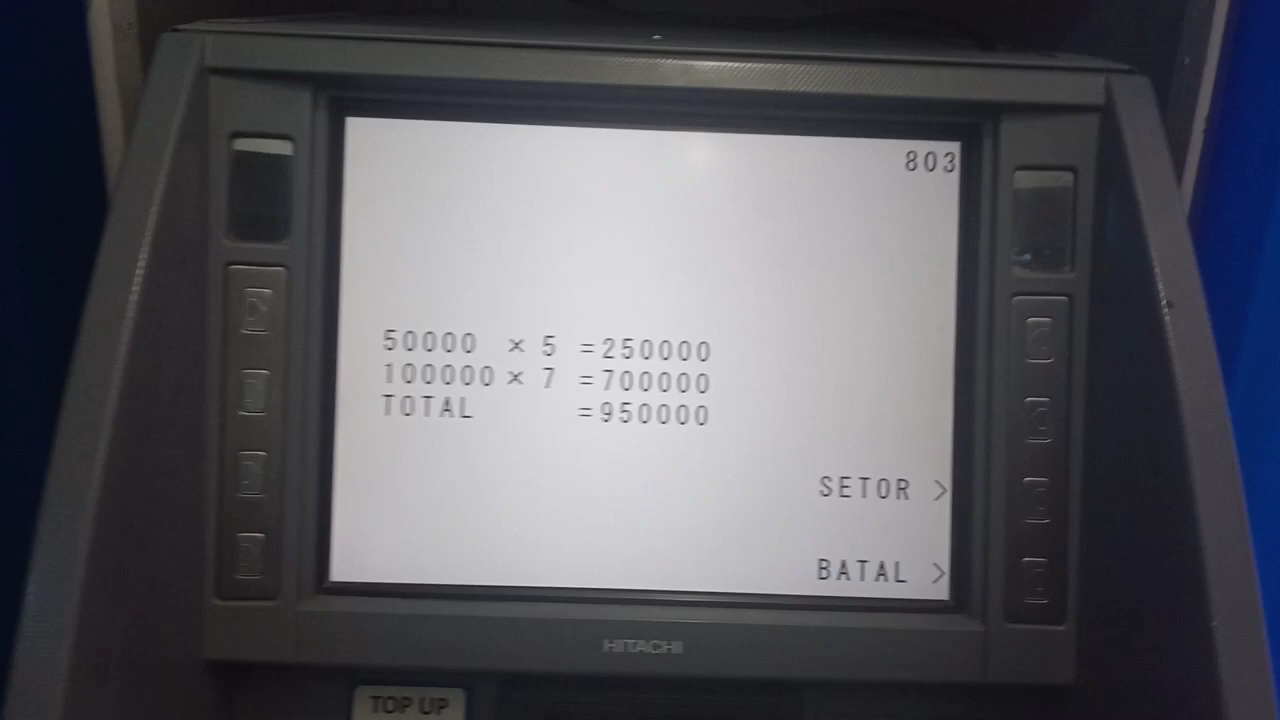 803
50000 × 5 =250000
100000 × 7 =700000
TOTAL =950000
SETOR >
BATAL >
HITACHI
TOP UP